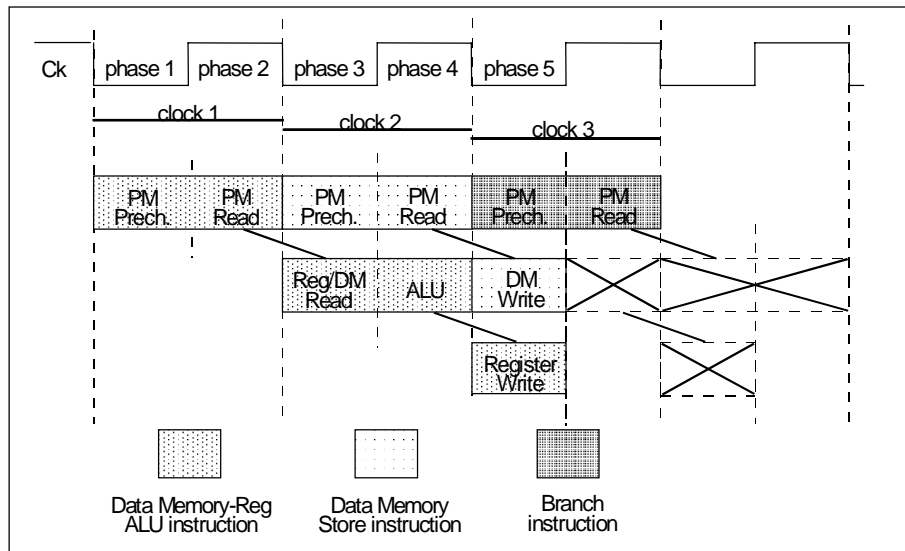 Ck
phase 1
phase 2
phase 3
phase 4
phase 5
clock 1
clock 2
clock 3
PM
Prech.
PM
Read
PM
Prech.
PM
Read
PM
Prech.
PM
Read
Reg/DM
Read
ALU
DM
Write
Register
Write
Data Memory-Reg
ALU instruction
Data Memory
Store instruction
Branch
instruction